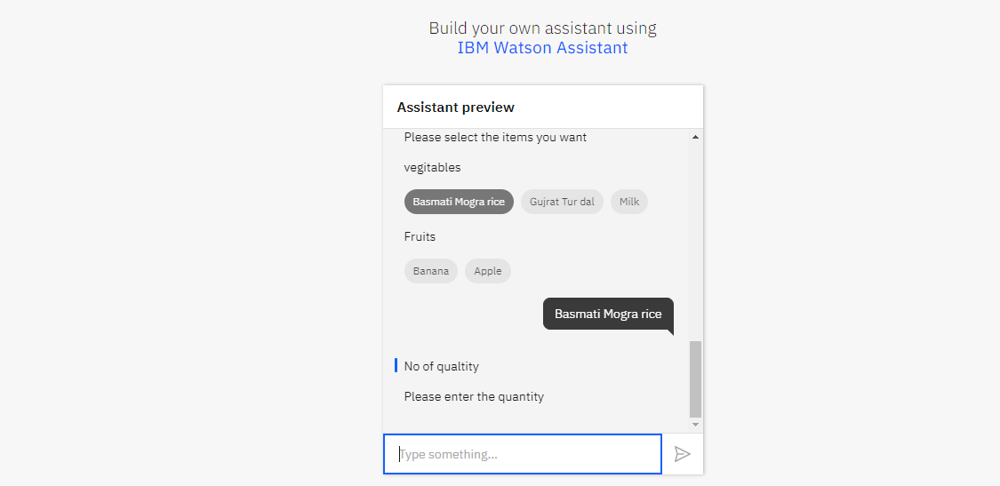 Build your own assistant using
IBM Watson Assistant
Assistant preview
Please select the items you want
vegitables
Basmati Mogra rice Gujrat Tur dal Milk
Fruits
Banana Apple
Basmati Mogra rice
No of qualtity
Please enter the quantity
Type something...